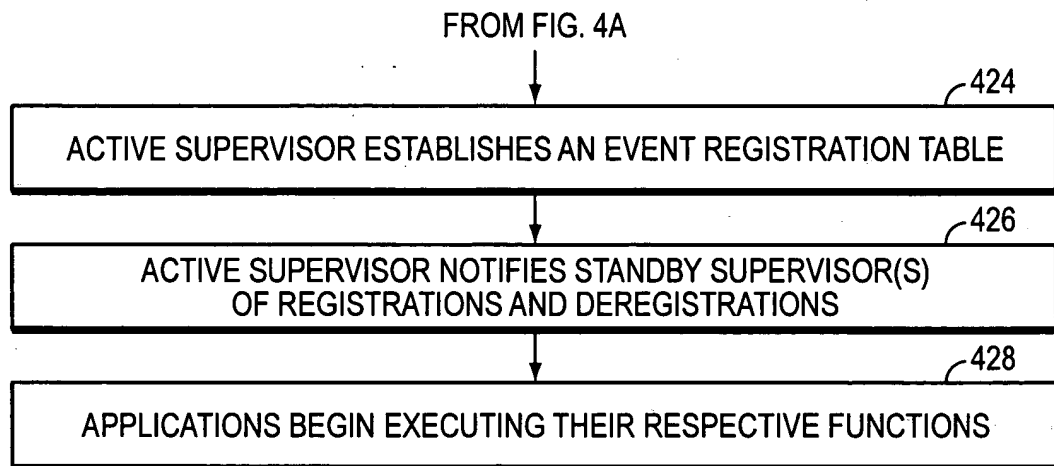 FROM FIG. 4A
424
ACTIVE SUPERVISOR ESTABLISHES AN EVENT REGISTRATION TABLE
426
ACTIVE SUPERVISOR NOTIFIES STANDBY SUPERVISOR(S)
OF REGISTRATIONS AND DEREGISTRATIONS
428
APPLICATIONS BEGIN EXECUTING THEIR RESPECTIVE FUNCTIONS